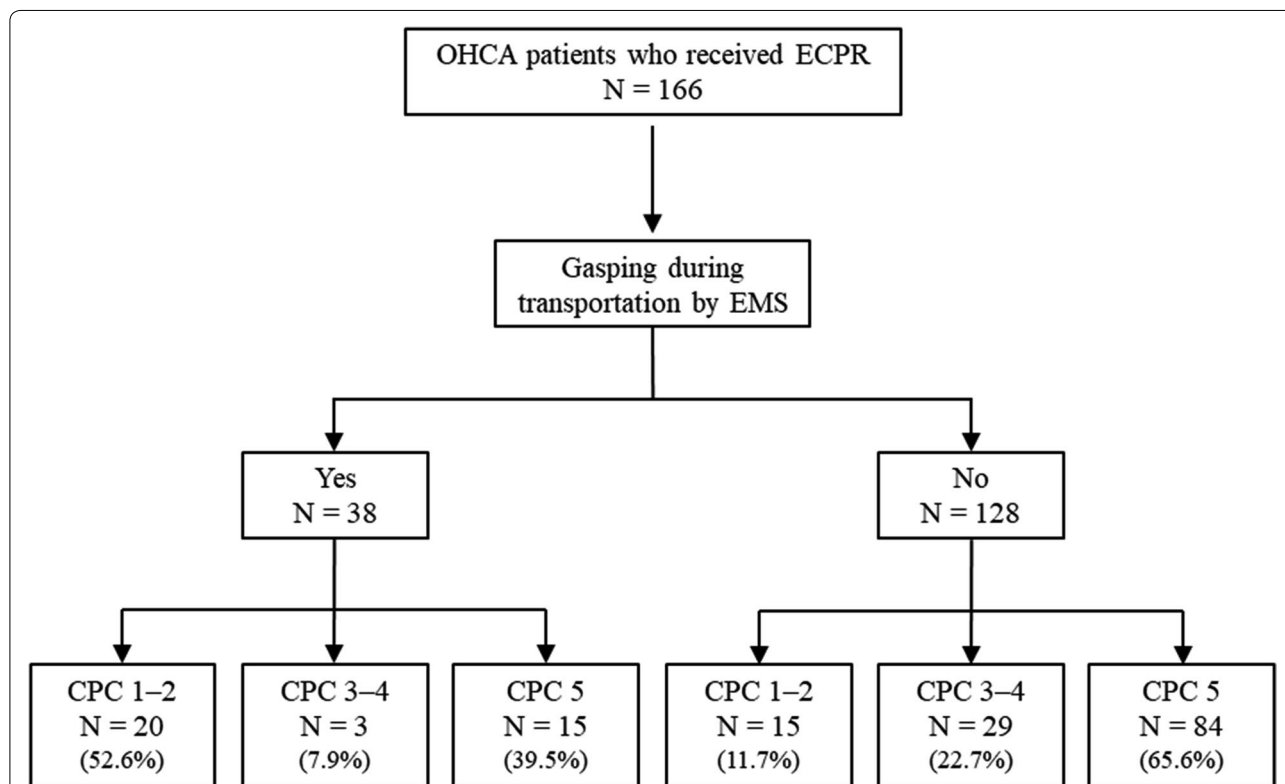 OHCA patients who received ECPR
N = 166
Gasping during
transportation by EMS
Yes
N = 38
No
N = 128
CPC 1–2
N = 20
(52.6%)
CPC 3–4
N = 3
(7.9%)
CPC 5
N = 15
(39.5%)
CPC 1–2
N = 15
(11.7%)
CPC 3–4
N = 29
(22.7%)
CPC 5
N = 84
(65.6%)